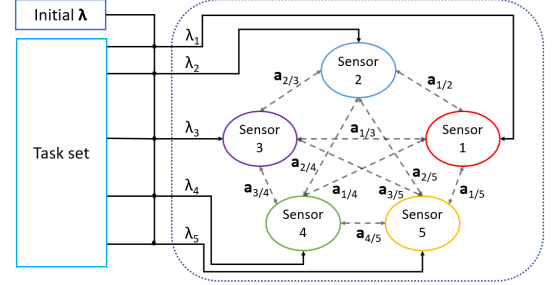 Initial λ
Task set
λ1
λ2
λ3
λ4
λ5
Sensor
2
a2/3
a1/2
Sensor
3
a1/3
Sensor
1
a2/4
a2/5
a3/4
a1/4
a3/5
a1/5
Sensor
4
a4/5
Sensor
5